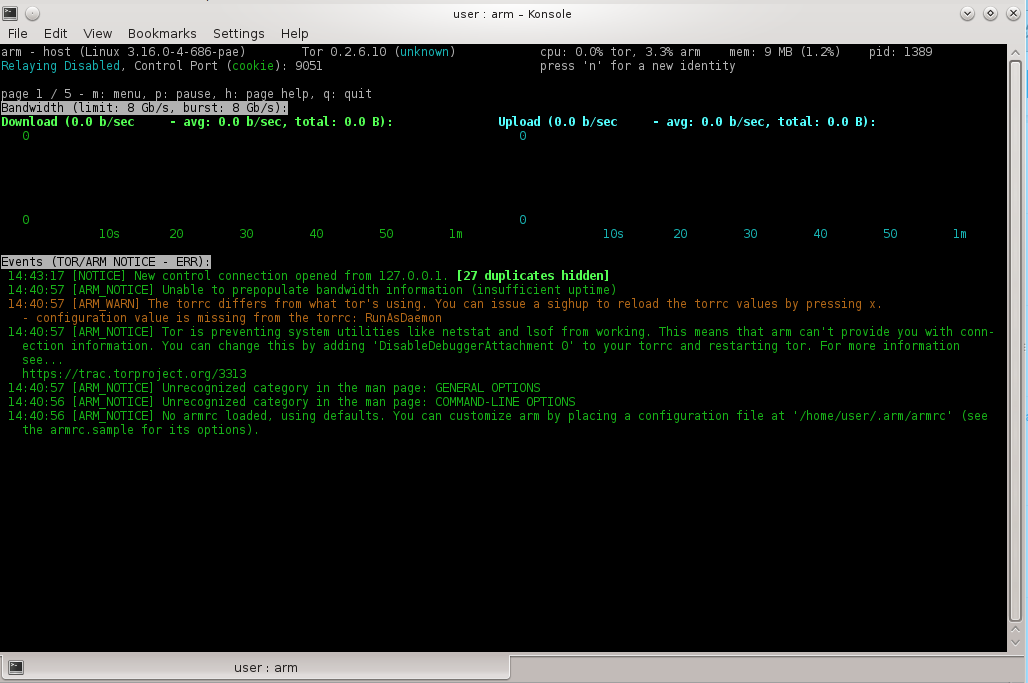 user : arm – Konsole
File Edit View Bookmarks Settings Help
arm - host (Linux 3.16.0-4-686-pae) Tor 0.2.6.10 (unknown) cpu: 0.0% tor, 3.3% arm mem: 9 MB (1.2%) pid: 1389
Relaying Disabled, Control Port (cookie): 9051 press 'n' for a new identity
page 1 / 5 - m: menu, p: pause, h: page help, q: quit
Bandwidth (limit: 8 Gb/s, burst: 8 Gb/s):
Download (0.0 b/sec - avg: 0.0 b/sec, total: 0.0 B): Upload (0.0 b/sec - avg: 0.0 b/sec, total: 0.0 B):
0 0
0 0
10s 20 30 40 50 1m 10s 20 30 40 50 1m
Events (TOR/ARM NOTICE - ERR):
14:43:17 [NOTICE] New control connection opened from 127.0.0.1. [27 duplicates hidden]
14:40:57 [ARM_NOTICE] Unable to prepopulate bandwidth information (insufficient uptime)
14:40:57 [ARM_WARN] The torrc differs from what tor's using. You can issue a sighup to reload the torrc values by pressing x.
- configuration value is missing from the torrc: RunAsDaemon
14:40:57 [ARM_NOTICE] Tor is preventing system utilities like netstat and lsof from working. This means that arm can't provide you with conn-
ection information. You can change this by adding 'DisableDebuggerAttachment 0' to your torrc and restarting tor. For more information
see...
https://trac.torproject.org/3313
14:40:57 [ARM_NOTICE] Unrecognized category in the man page: GENERAL OPTIONS
14:40:56 [ARM_NOTICE] Unrecognized category in the man page: COMMAND-LINE OPTIONS
14:40:56 [ARM_NOTICE] No armrc loaded, using defaults. You can customize arm by placing a configuration file at '/home/user/.arm/armrc' (see
the armrc.sample for its options).
user : arm